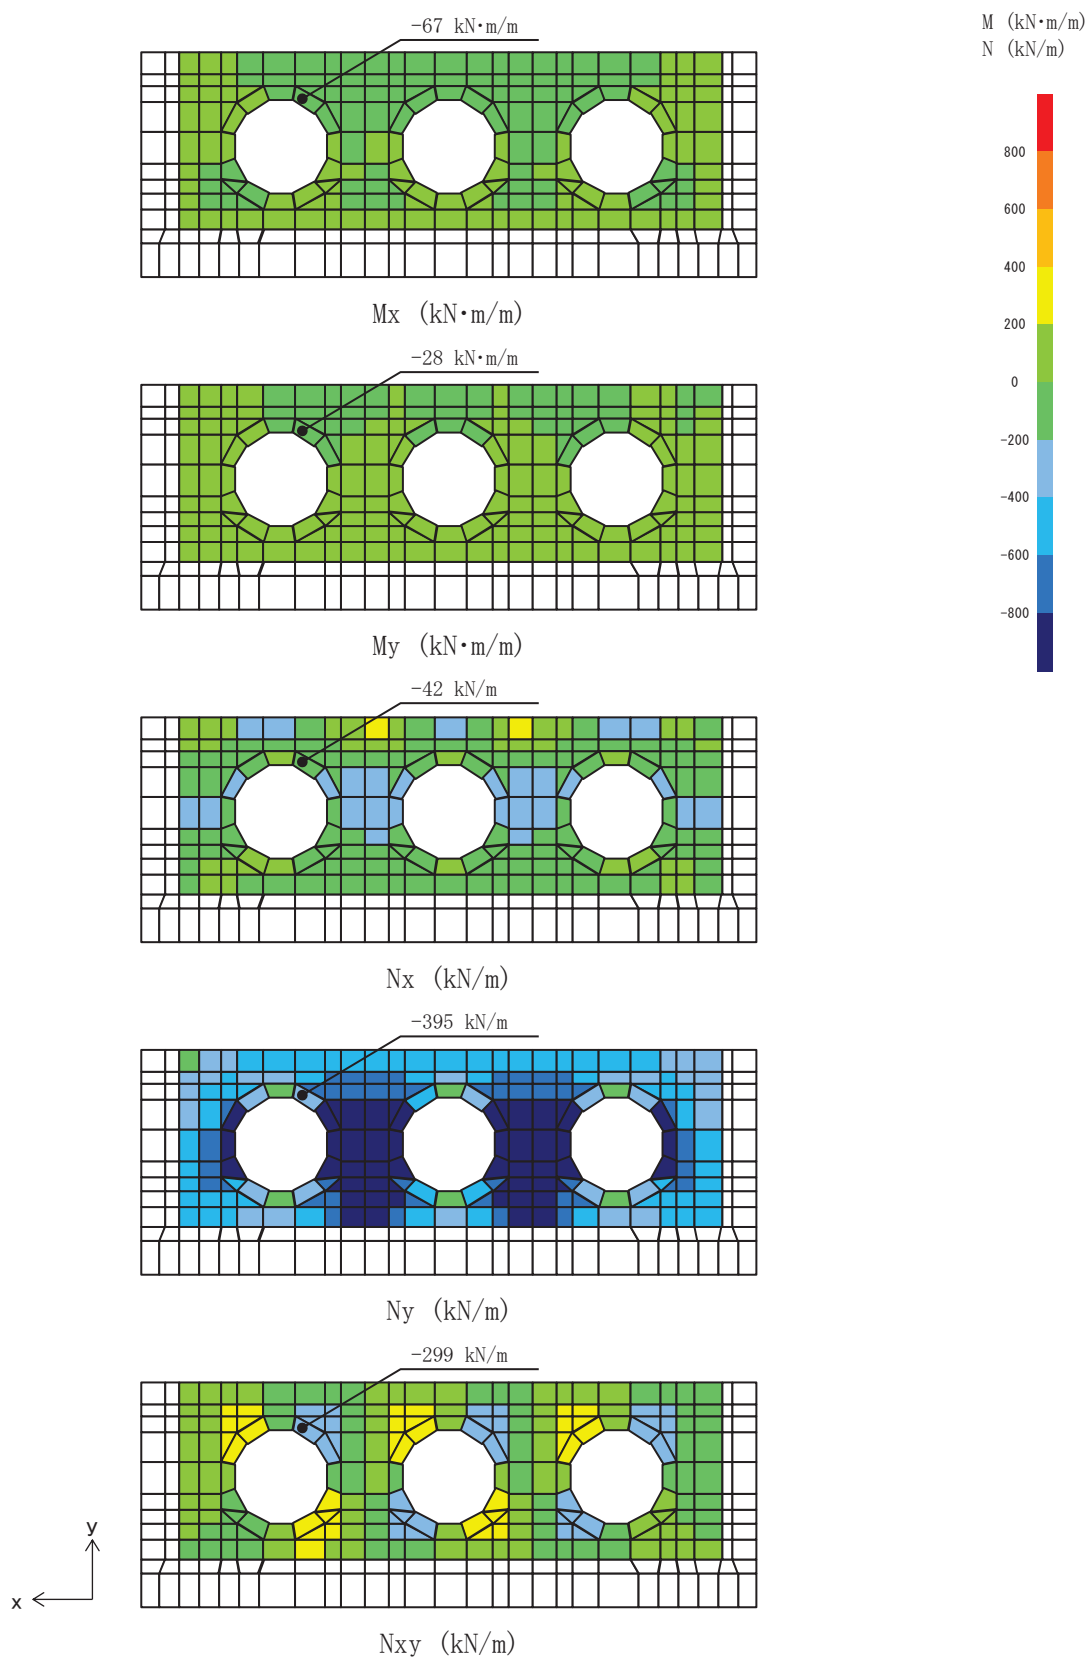 -67 kN·m/m
M (kN·m/m)
N (kN/m)
800
600
400
200
0
-200
-400
-600
-800
Mx (kN·m/m)
-28 kN·m/m
My (kN·m/m)
-42 kN/m
Nx (kN/m)
-395 kN/m
Ny (kN/m)
-299 kN/m
y
x
Nxy (kN/m)